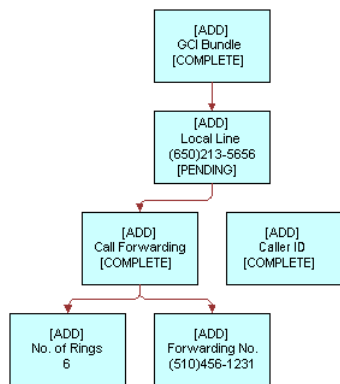 [ADD]
GCI Bundle
[COMPLETE]
[ADD]
Local Line
(650)213-5656
[PENDING]
[ADD]
Call Forwarding
[COMPLETE]
[ADD]
Caller ID
[COMPLETE]
[ADD]
No. of Rings
6
[ADD]
Forwarding No.
(510)456-1231